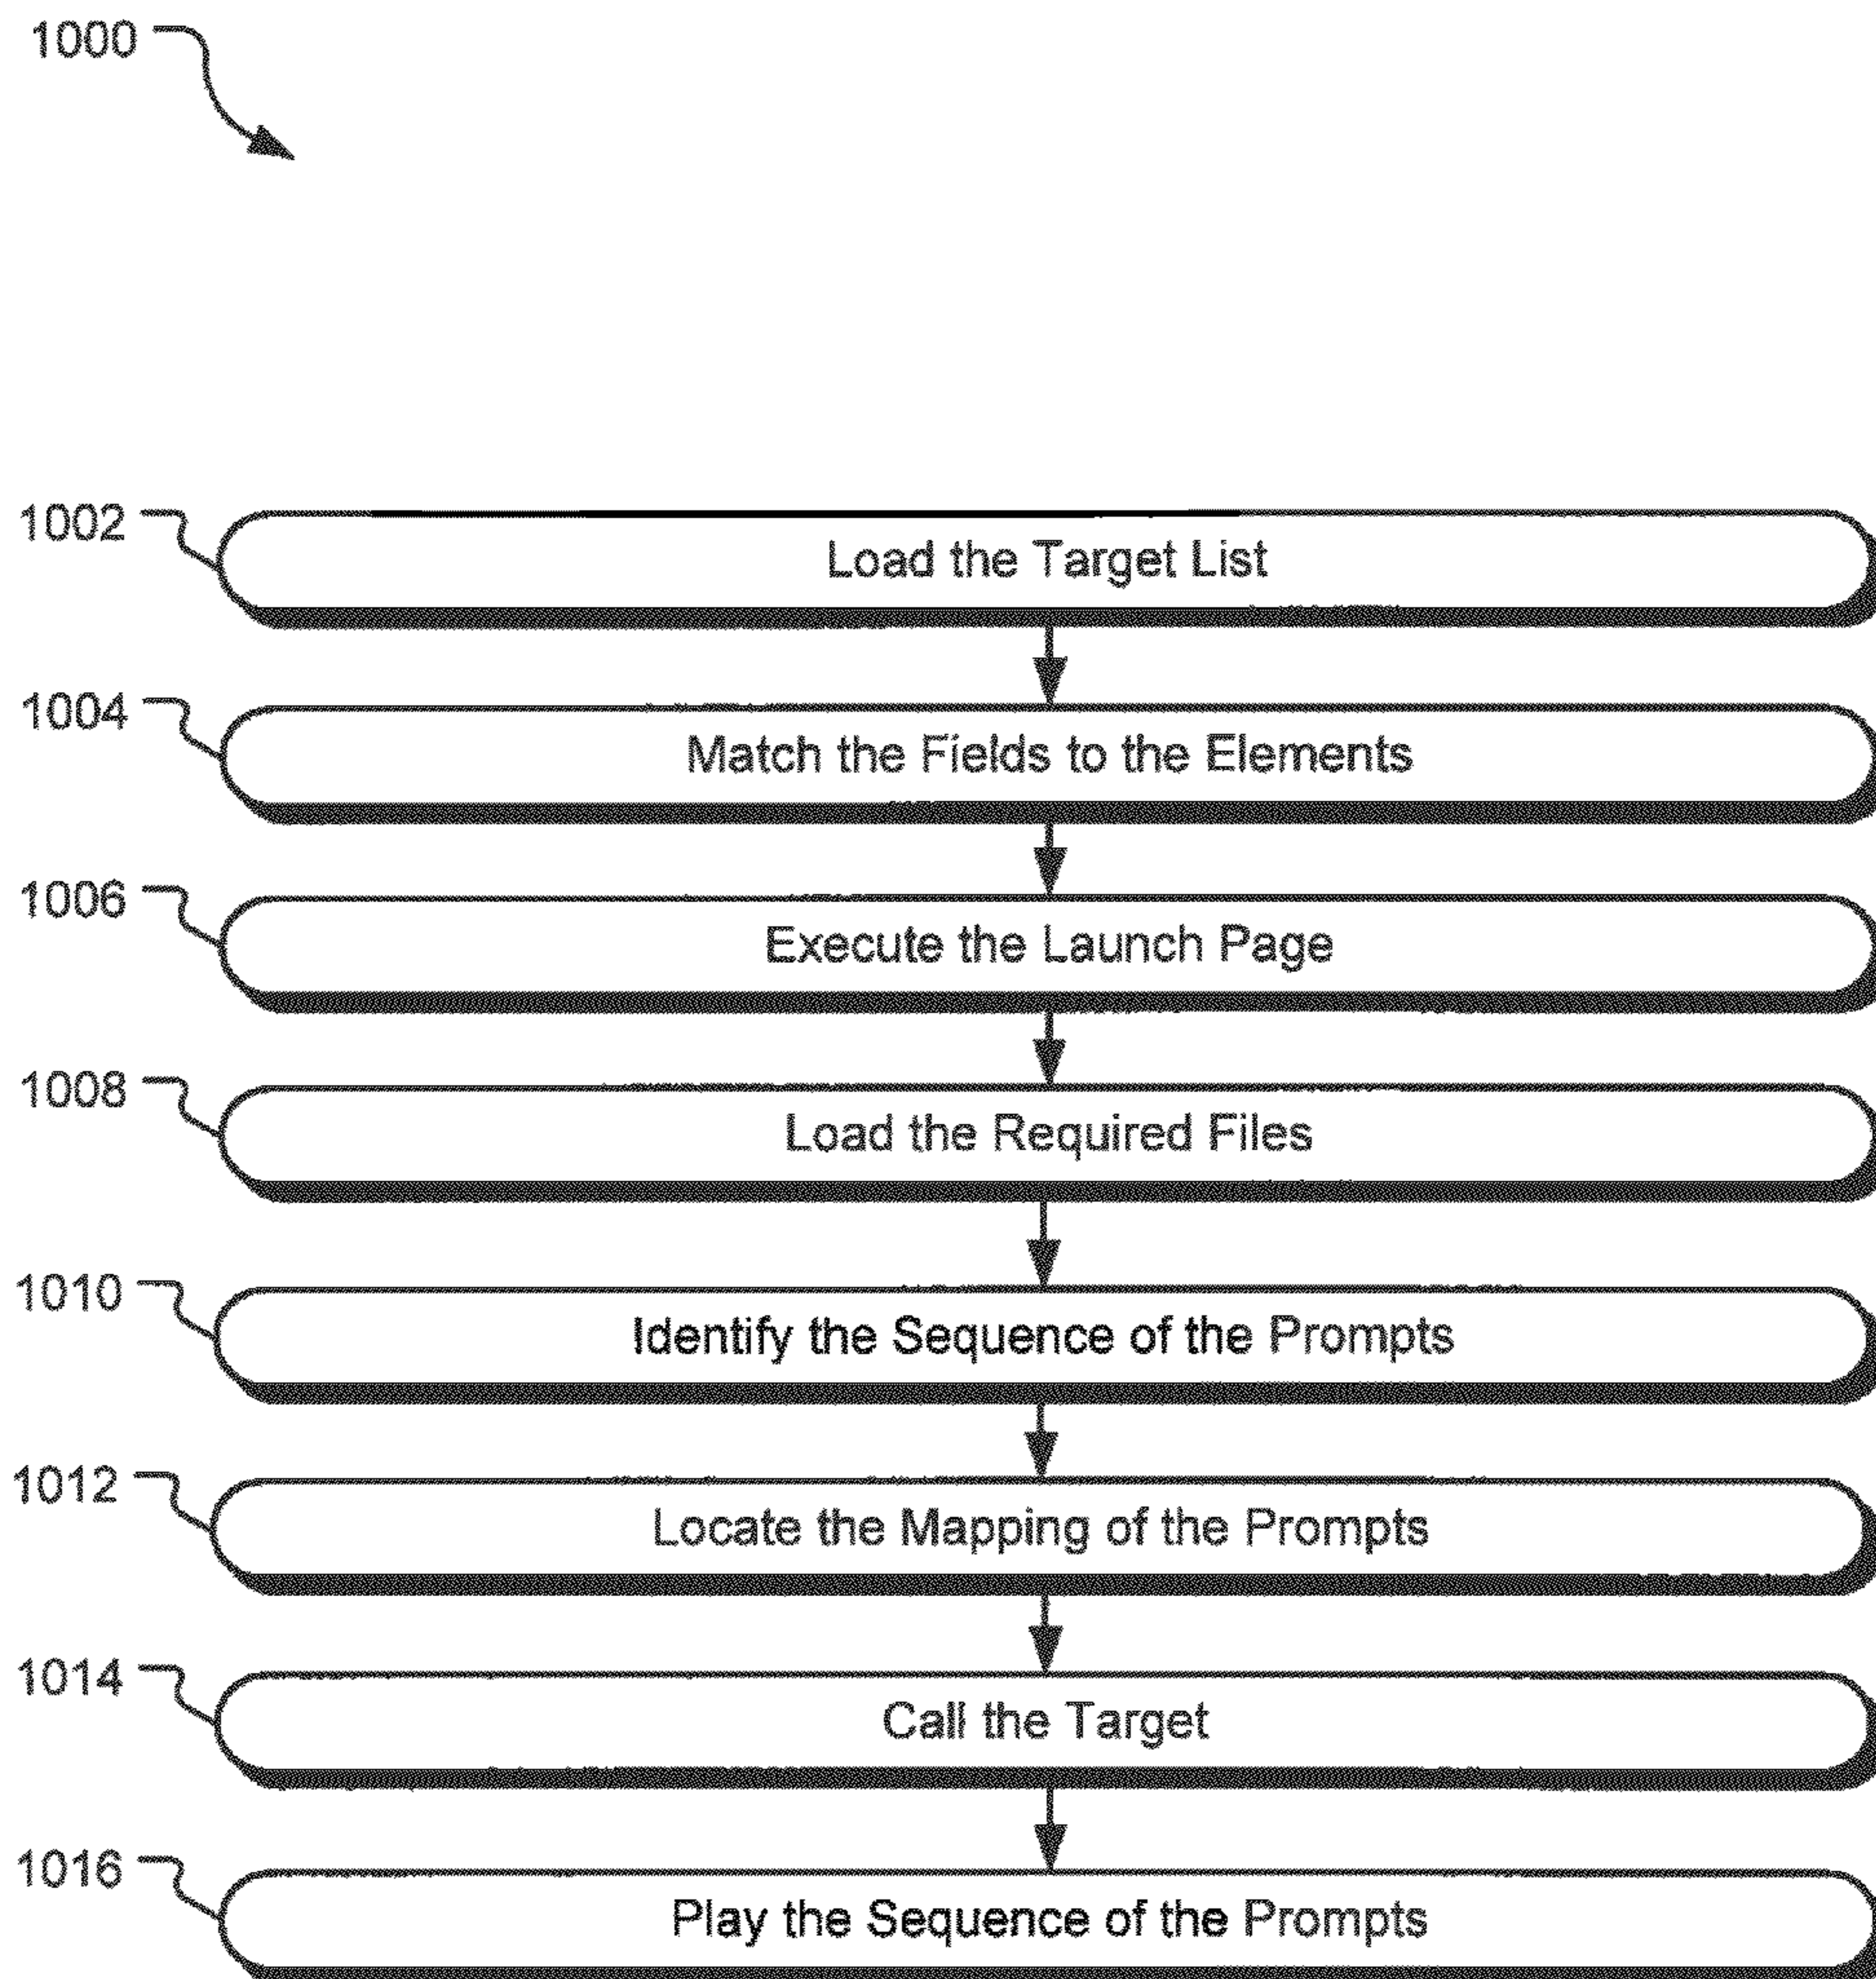 1000
1002
Load the Target List
1004
Match the Fields to the Elements
1006
Execute the Launch Page
1008
Load the Required Files
1010
Identify the Sequence of the Prompts
1012
Locate the Mapping of the Prompts
1014
Call the Target
1016
Play the Sequence of the Prompts